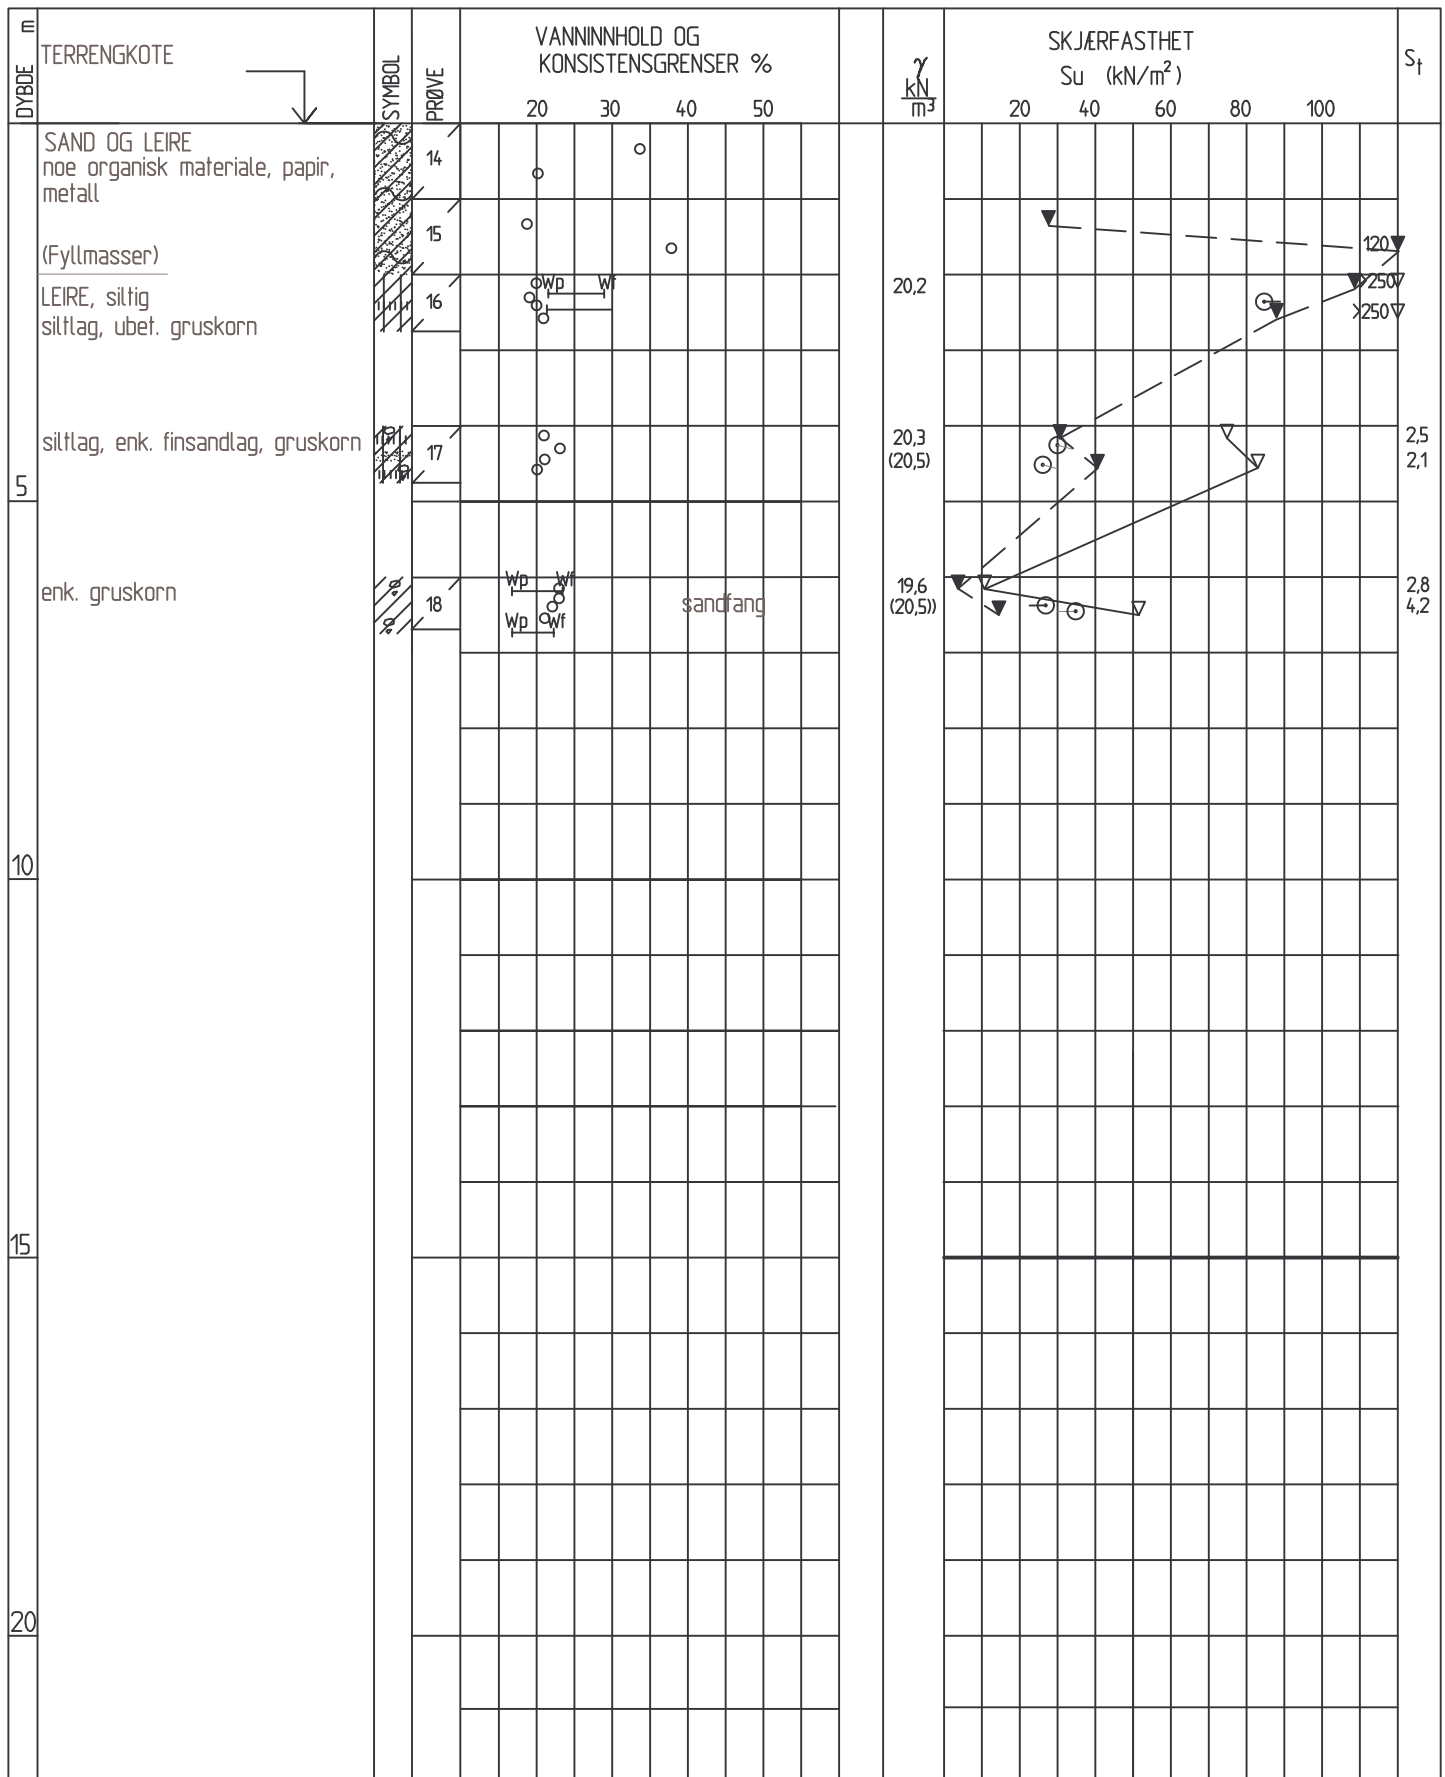 DYBDE m
TERRENGKOTE
SYMBOL
PRØVE
VANNINNHOLD OG
KONSISTENSGRENSER %
20 30 40 50
γ
kN
m³
SKJÆRFASTHET
Su (kN/m²)
20 40 60 80 100
St
SAND OG LEIRE
noe organisk materiale, papir,
metall
14
15
(Fyllmasser)
120
LEIRE, siltig
siltlag, ubet. gruskorn
16
Wp Wf
20,2
>250
>250
siltlag, enk. finsandlag, gruskorn
17
20,3
(20,5)
2,5
2,1
5
enk. gruskorn
18
Wp Wf
Wp Wf
sandfang
19,6
(20,5))
2,8
4,2
10
15
20